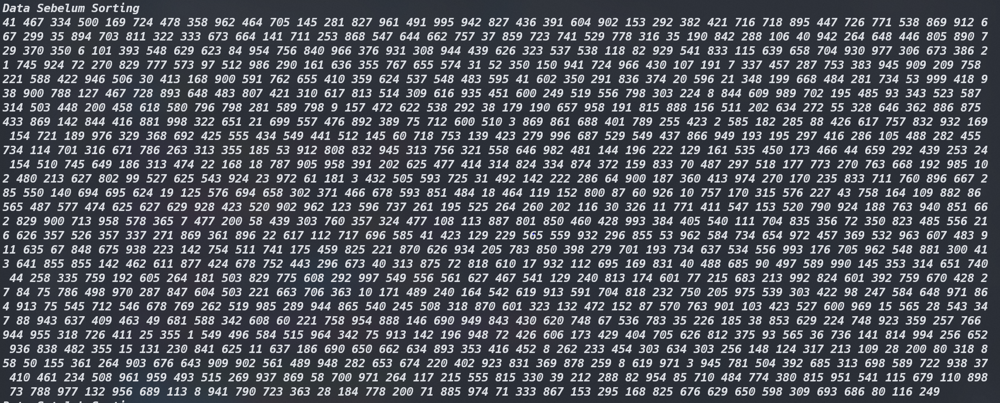 Data Sebelum Sorting
41 467 334 500 169 724 478 358 962 464 705 145 281 827 961 491 995 942 827 436 391 604 902 153 292 382 421 716 718 895 447 726 771 538 869 912 6
67 299 35 894 703 811 322 333 673 664 141 711 253 868 547 644 662 757 37 859 723 741 529 778 316 35 190 842 288 106 40 942 264 648 446 805 890 7
29 370 350 6 101 393 548 629 623 84 954 756 840 966 376 931 308 944 439 626 323 537 538 118 82 929 541 833 115 639 658 704 930 977 306 673 386 2
1 745 924 72 270 829 777 573 97 512 986 290 161 636 355 767 655 574 31 52 350 150 941 724 966 430 107 191 7 337 457 287 753 383 945 909 209 758
221 588 422 946 506 30 413 168 900 591 762 655 410 359 624 537 548 483 595 41 602 350 291 836 374 20 596 21 348 199 668 484 281 734 53 999 418 9
38 900 788 127 467 728 893 648 483 807 421 310 617 813 514 309 616 935 451 600 249 519 556 798 303 224 8 844 609 989 702 195 485 93 343 523 587
314 503 448 200 458 618 580 796 798 281 589 798 9 157 472 622 538 292 38 179 190 657 958 191 815 888 156 511 202 634 272 55 328 646 362 886 875
433 869 142 844 416 881 998 322 651 21 699 557 476 892 389 75 712 600 510 3 869 861 688 401 789 255 423 2 585 182 285 88 426 617 757 832 932 169
154 721 189 976 329 368 692 425 555 434 549 441 512 145 60 718 753 139 423 279 996 687 529 549 437 866 949 193 195 297 416 286 105 488 282 455
734 114 701 316 671 786 263 313 355 185 53 912 808 832 945 313 756 321 558 646 982 481 144 196 222 129 161 535 450 173 466 44 659 292 439 253 24
154 510 745 649 186 313 474 22 168 18 787 905 958 391 202 625 477 414 314 824 334 874 372 159 833 70 487 297 518 177 773 270 763 668 192 985 10
2 480 213 627 802 99 527 625 543 924 23 972 61 181 3 432 505 593 725 31 492 142 222 286 64 900 187 360 413 974 270 170 235 833 711 760 896 667 2
85 550 140 694 695 624 19 125 576 694 658 302 371 466 678 593 851 484 18 464 119 152 800 87 60 926 10 757 170 315 576 227 43 758 164 109 882 86
565 487 577 474 625 627 629 928 423 520 902 962 123 596 737 261 195 525 264 260 202 116 30 326 11 771 411 547 153 520 790 924 188 763 940 851 66
2 829 900 713 958 578 365 7 477 200 58 439 303 760 357 324 477 108 113 887 801 850 460 428 993 384 405 540 111 704 835 356 72 350 823 485 556 21
6 626 357 526 357 337 271 869 361 896 22 617 112 717 696 585 41 423 129 229 565 559 932 296 855 53 962 584 734 654 972 457 369 532 963 607 483 9
11 635 67 848 675 938 223 142 754 511 741 175 459 825 221 870 626 934 205 783 850 398 279 701 193 734 637 534 556 993 176 705 962 548 881 300 41
3 641 855 855 142 462 611 877 424 678 752 443 296 673 40 313 875 72 818 610 17 932 112 695 169 831 40 488 685 90 497 589 990 145 353 314 651 740
44 258 335 759 192 605 264 181 503 829 775 608 292 997 549 556 561 627 467 541 129 240 813 174 601 77 215 683 213 992 824 601 392 759 670 428 2
7 84 75 786 498 970 287 847 604 503 221 663 706 363 10 171 489 240 164 542 619 913 591 704 818 232 750 205 975 539 303 422 98 247 584 648 971 86
4 913 75 545 712 546 678 769 262 519 985 289 944 865 540 245 508 318 870 601 323 132 472 152 87 570 763 901 103 423 527 600 969 15 565 28 543 34
7 88 943 637 409 463 49 681 588 342 608 60 221 758 954 888 146 690 949 843 430 620 748 67 536 783 35 226 185 38 853 629 224 748 923 359 257 766
944 955 318 726 411 25 355 1 549 496 584 515 964 342 75 913 142 196 948 72 426 606 173 429 404 705 626 812 375 93 565 36 736 141 814 994 256 652
936 838 482 355 15 131 230 841 625 11 637 186 690 650 662 634 893 353 416 452 8 262 233 454 303 634 303 256 148 124 317 213 109 28 200 80 318 8
58 50 155 361 264 903 676 643 909 902 561 489 948 282 653 674 220 402 923 831 369 878 259 8 619 971 3 945 781 504 392 685 313 698 589 722 938 37
410 461 234 508 961 959 493 515 269 937 869 58 700 971 264 117 215 555 815 330 39 212 288 82 954 85 710 484 774 380 815 951 541 115 679 110 898
73 788 977 132 956 689 113 8 941 790 723 363 28 184 778 200 71 885 974 71 333 867 153 295 168 825 676 629 650 598 309 693 686 80 116 249